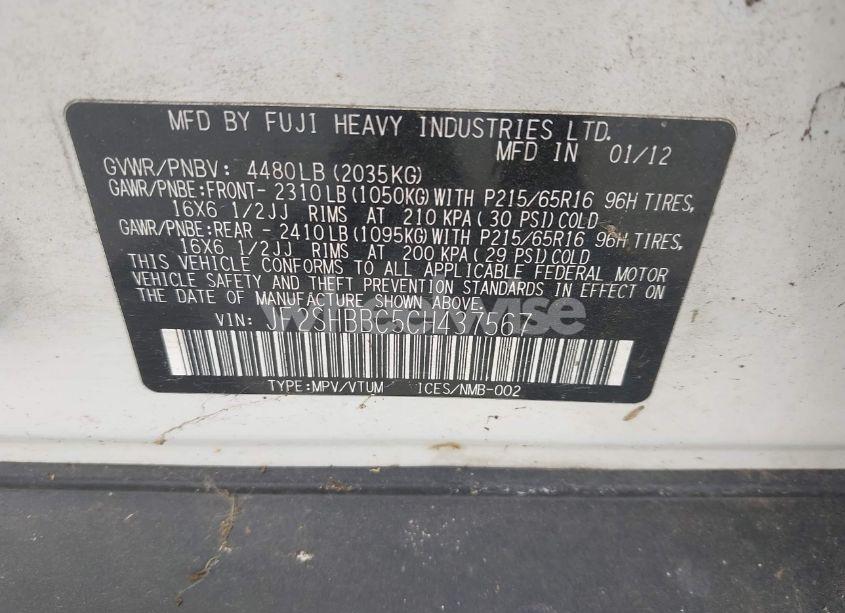 MFD BY FUJI HEAVY INDUSTRIES LTD.
MFD IN 01/12
GVWR/PNBV: 4480LB (2035KG)
GAWR/PNBE:FRONT- 2310LB (1050KG) WITH P215/65R16 96H TIRES,
16X6 1/2JJ RIMS AT 210 KPA ( 30 PSI) COLD
GAWR/PNBE:REAR - 2410LB (1095KG) WITH P215/65R16 96H TIRES,
16X6 1/2JJ RIMS AT 200 KPA ( 29 PSI) COLD
THIS VEHICLE CONFORMS TO ALL APPLICABLE FEDERAL MOTOR
VEHICLE SAFETY AND THEFT PREVENTION STANDARDS IN EFFECT ON
THE DATE OF MANUFACTURE SHOWN ABOVE.
VIN: JF2SHBBC5CH437567
TYPE:MPV/VTUM ICES/NMB-002